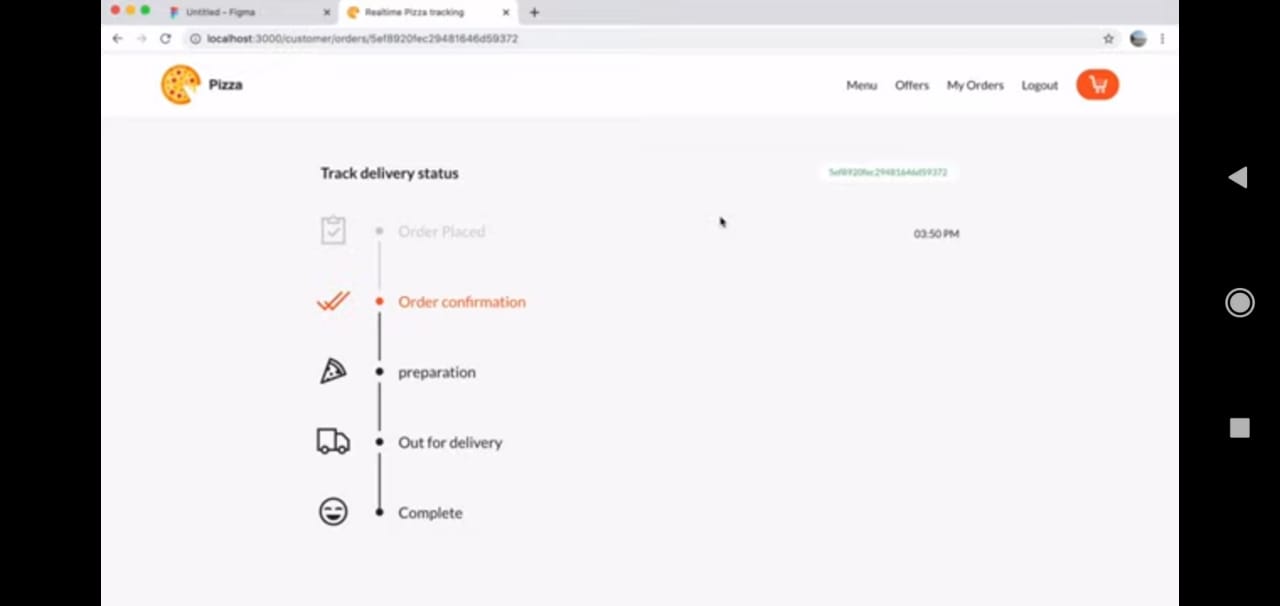 Untitled – Figma
Realtime Pizza tracking
localhost:3000/customer/orders/5ef8920fec29481646d59372
Pizza
Menu
Offers
My Orders
Logout
Track delivery status
5ef8920fec29481646d59372
Order Placed
03:50 PM
Order confirmation
preparation
Out for delivery
Complete